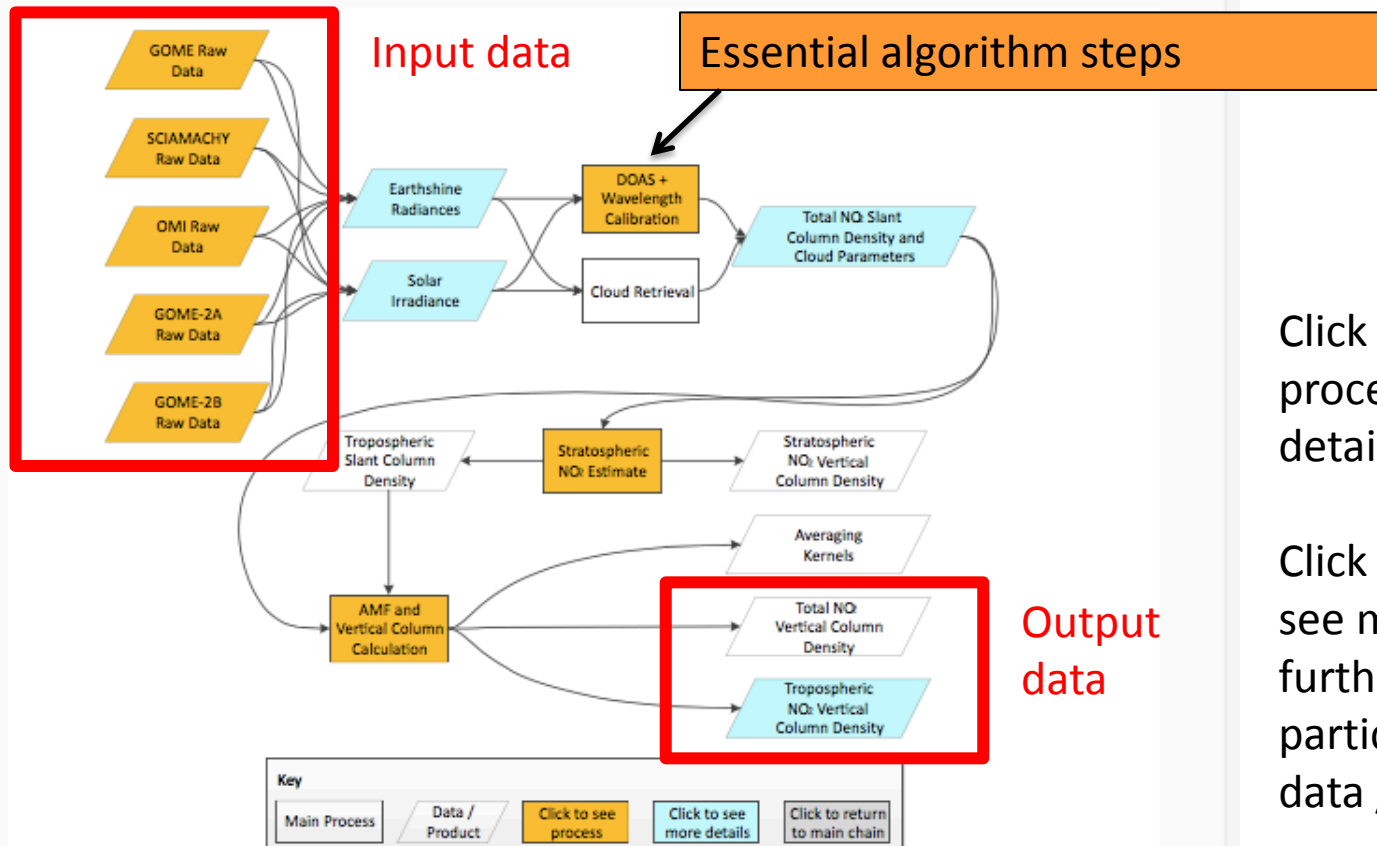 Input data
Essential algorithm steps
GOME Raw
Data
SCIAMACHY
Raw Data
OMI Raw
Data
GOME-2A
Raw Data
GOME-2B
Raw Data
Earthshine
Radiances
Solar
Irradiance
DOAS +
Wavelength
Calibration
Cloud Retrieval
Total NO₂ Slant
Column Density and
Cloud Parameters
Tropospheric
Slant Column
Density
Stratospheric
NO₂ Estimate
Stratospheric
NO₂ Vertical
Column Density
Averaging
Kernels
AMF and
Vertical Column
Calculation
Total NO₂
Vertical Column
Density
Tropospheric
NO₂ Vertical
Column Density
Output
data
Key
Main Process
Data /
Product
Click to see
process
Click to see
more details
Click to return
to main chain
Click
proce
detai
Click
see m
furth
partic
data /